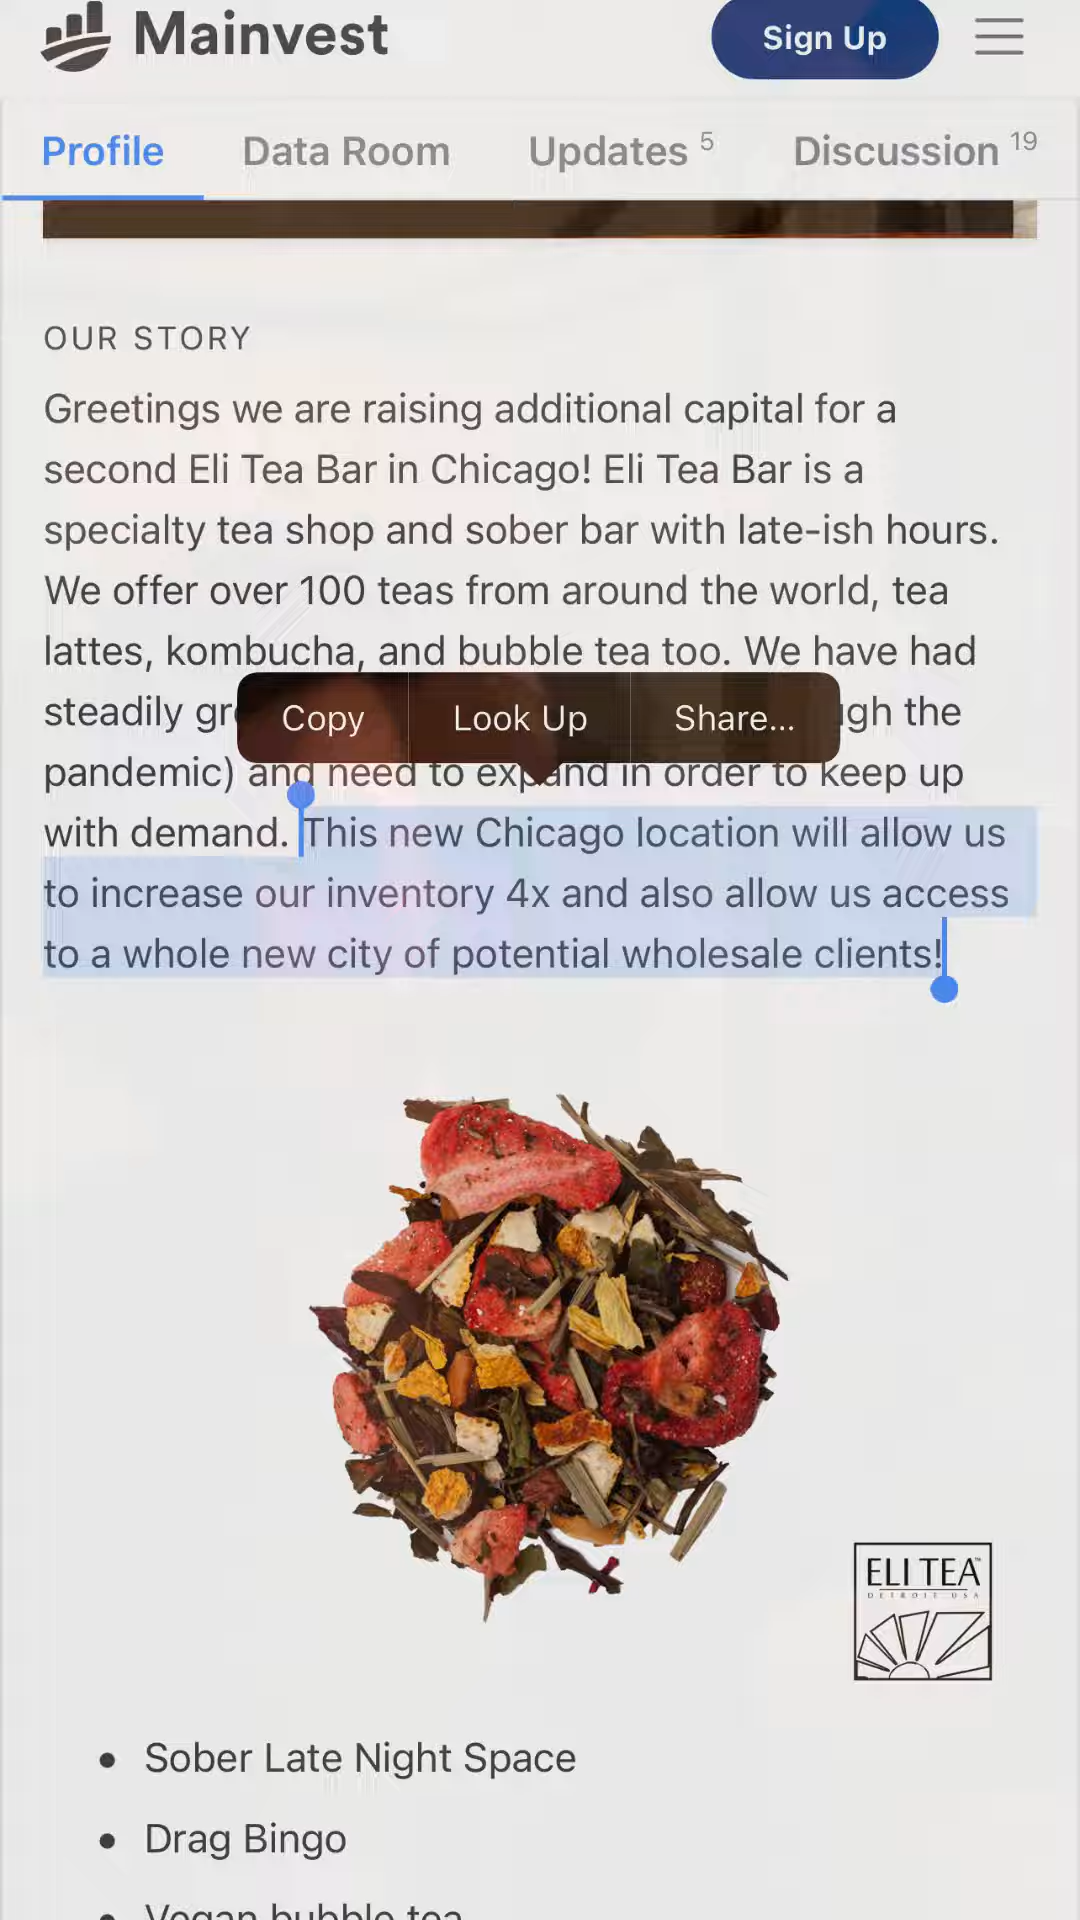 Mainvest
Sign Up
Profile
Data Room
Updates 5
Discussion 19
OUR STORY
Greetings we are raising additional capital for a
second Eli Tea Bar in Chicago! Eli Tea Bar is a
specialty tea shop and sober bar with late-ish hours.
We offer over 100 teas from around the world, tea
lattes, kombucha, and bubble tea too. We have had
steadily the
Copy
Look Up
Share...
pandemic) and need to expand in order to keep up
with demand. This new Chicago location will allow us
to increase our inventory 4x and also allow us access
to a whole new city of potential wholesale clients!
ELI TEA™
DETROIT USA
• Sober Late Night Space
• Drag Bingo
• Vegan bubble tea